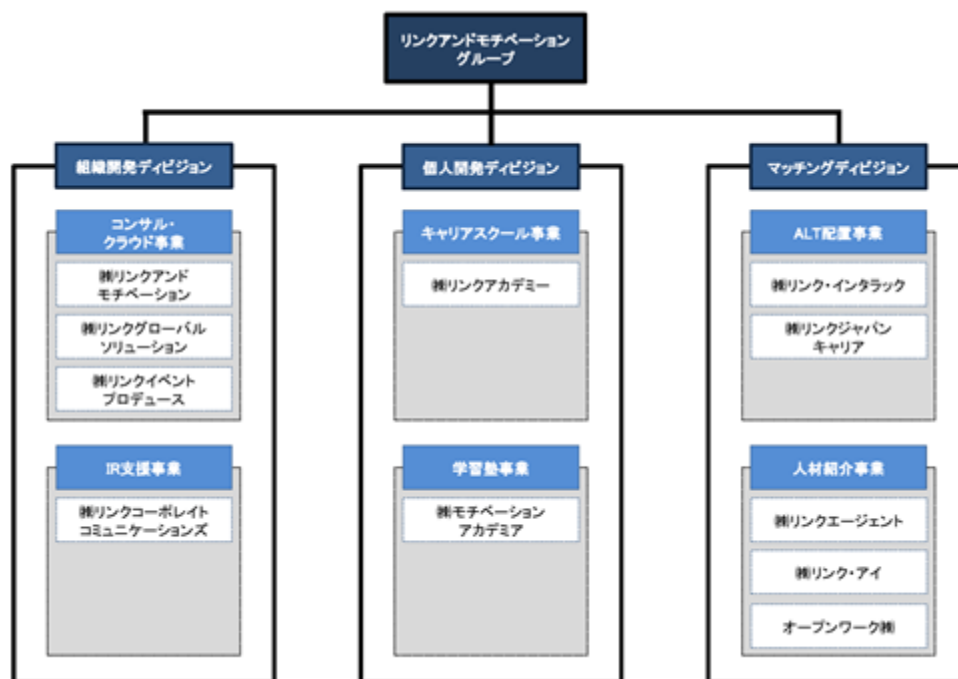 リンクアンドモチベーション
グループ
組織開発ディビジョン
コンサル・
クラウド事業
㈱リンクアンド
モチベーション
㈱リンクグローバル
ソリューション
㈱リンクイベント
プロデュース
IR支援事業
㈱リンクコーポレイト
コミュニケーションズ
個人開発ディビジョン
キャリアスクール事業
㈱リンクアカデミー
学習塾事業
㈱モチベーション
アカデミア
マッチングディビジョン
ALT配置事業
㈱リンク・インタラック
㈱リンクジャパン
キャリア
人材紹介事業
㈱リンクエージェント
㈱リンク・アイ
オープンワーク㈱